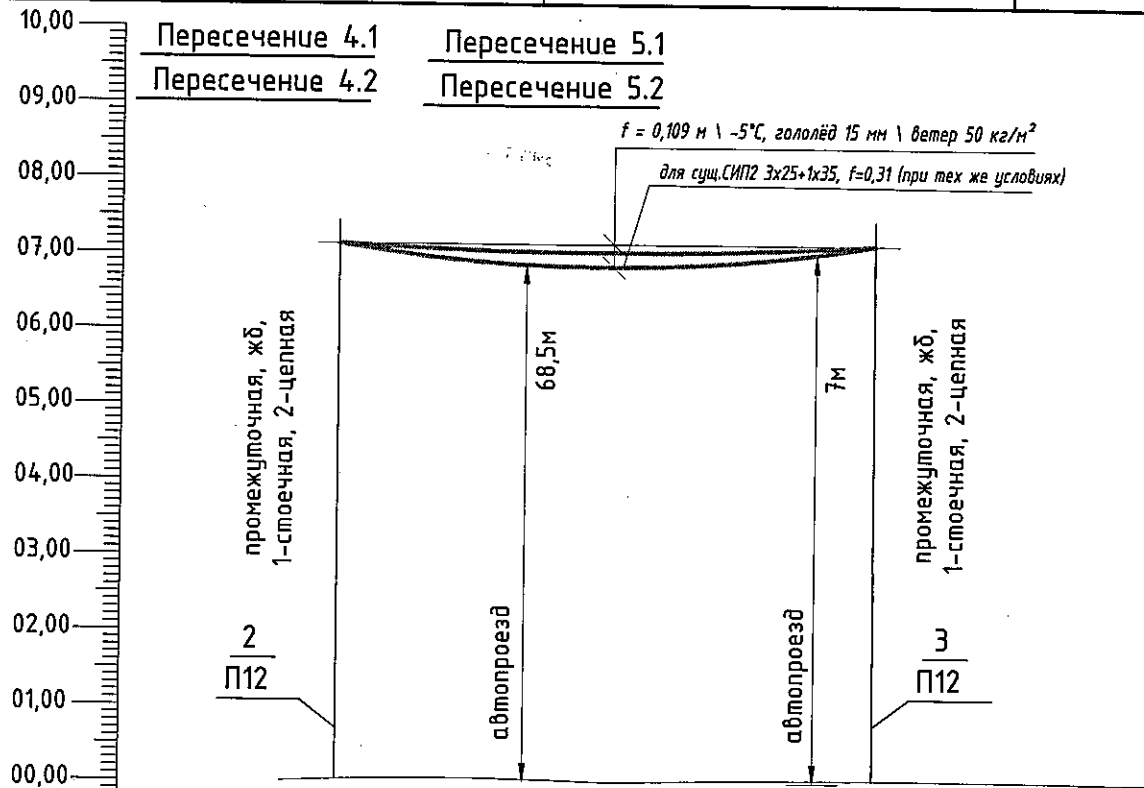 10,00
Пересечение 4.1
Пересечение 5.1
09,00
Пересечение 4.2
Пересечение 5.2
f = 0,109 м \ -5°C, гололёд 15 мм \ ветер 50 кг/м²
08,00
для сущ.СИП2 3x25+1x35, f=0,31 (при тех же условиях)
07,00
06,00
промежуточная, жб,
1-стоечная, 2-цепная
68,5м
7м
промежуточная, жб,
1-стоечная, 2-цепная
05,00
04,00
03,00
02,00
автопроезд
автопроезд
2
П12
3
П12
01,00
00,00